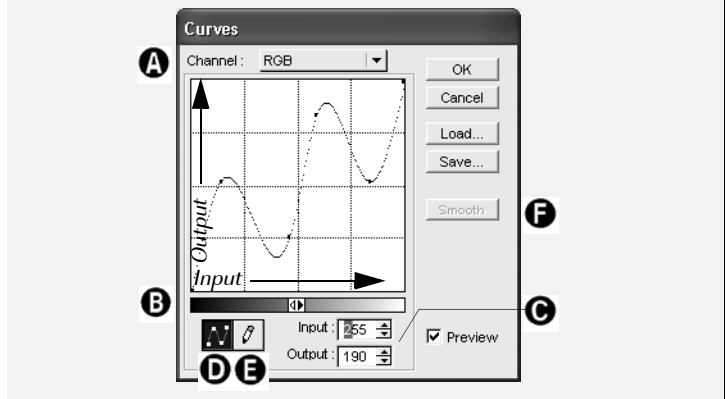 Curves
A
Channel :
RGB
OK
Cancel
Load...
Save...
Smooth
F
Output
Input
B
C
Input :
255
Output :
190
Preview
D
E